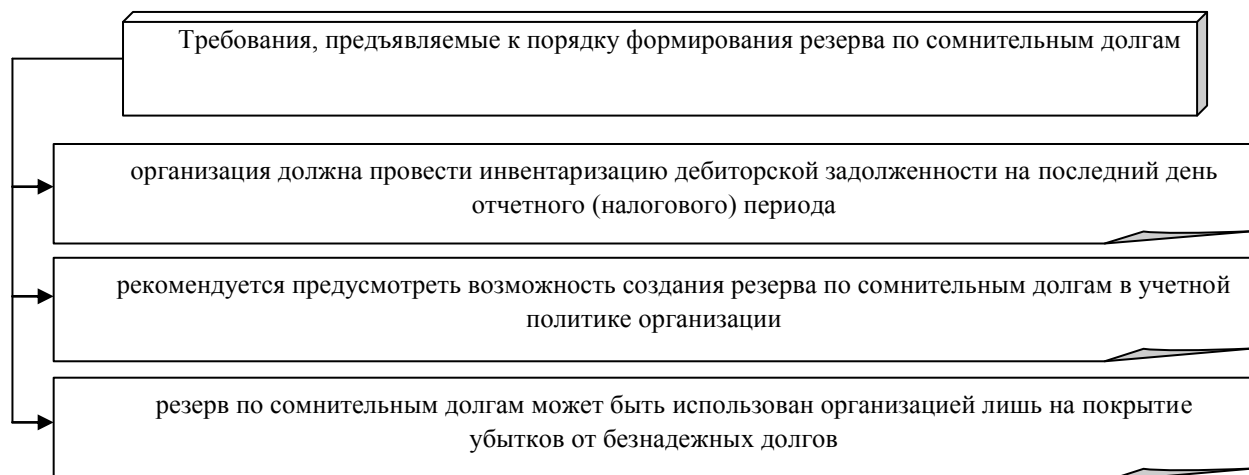 Требования, предъявляемые к порядку формирования резерва по сомнительным долгам
организация должна провести инвентаризацию дебиторской задолженности на последний день
отчетного (налогового) периода
рекомендуется предусмотреть возможность создания резерва по сомнительным долгам в учетной
политике организации
резерв по сомнительным долгам может быть использован организацией лишь на покрытие
убытков от безнадежных долгов